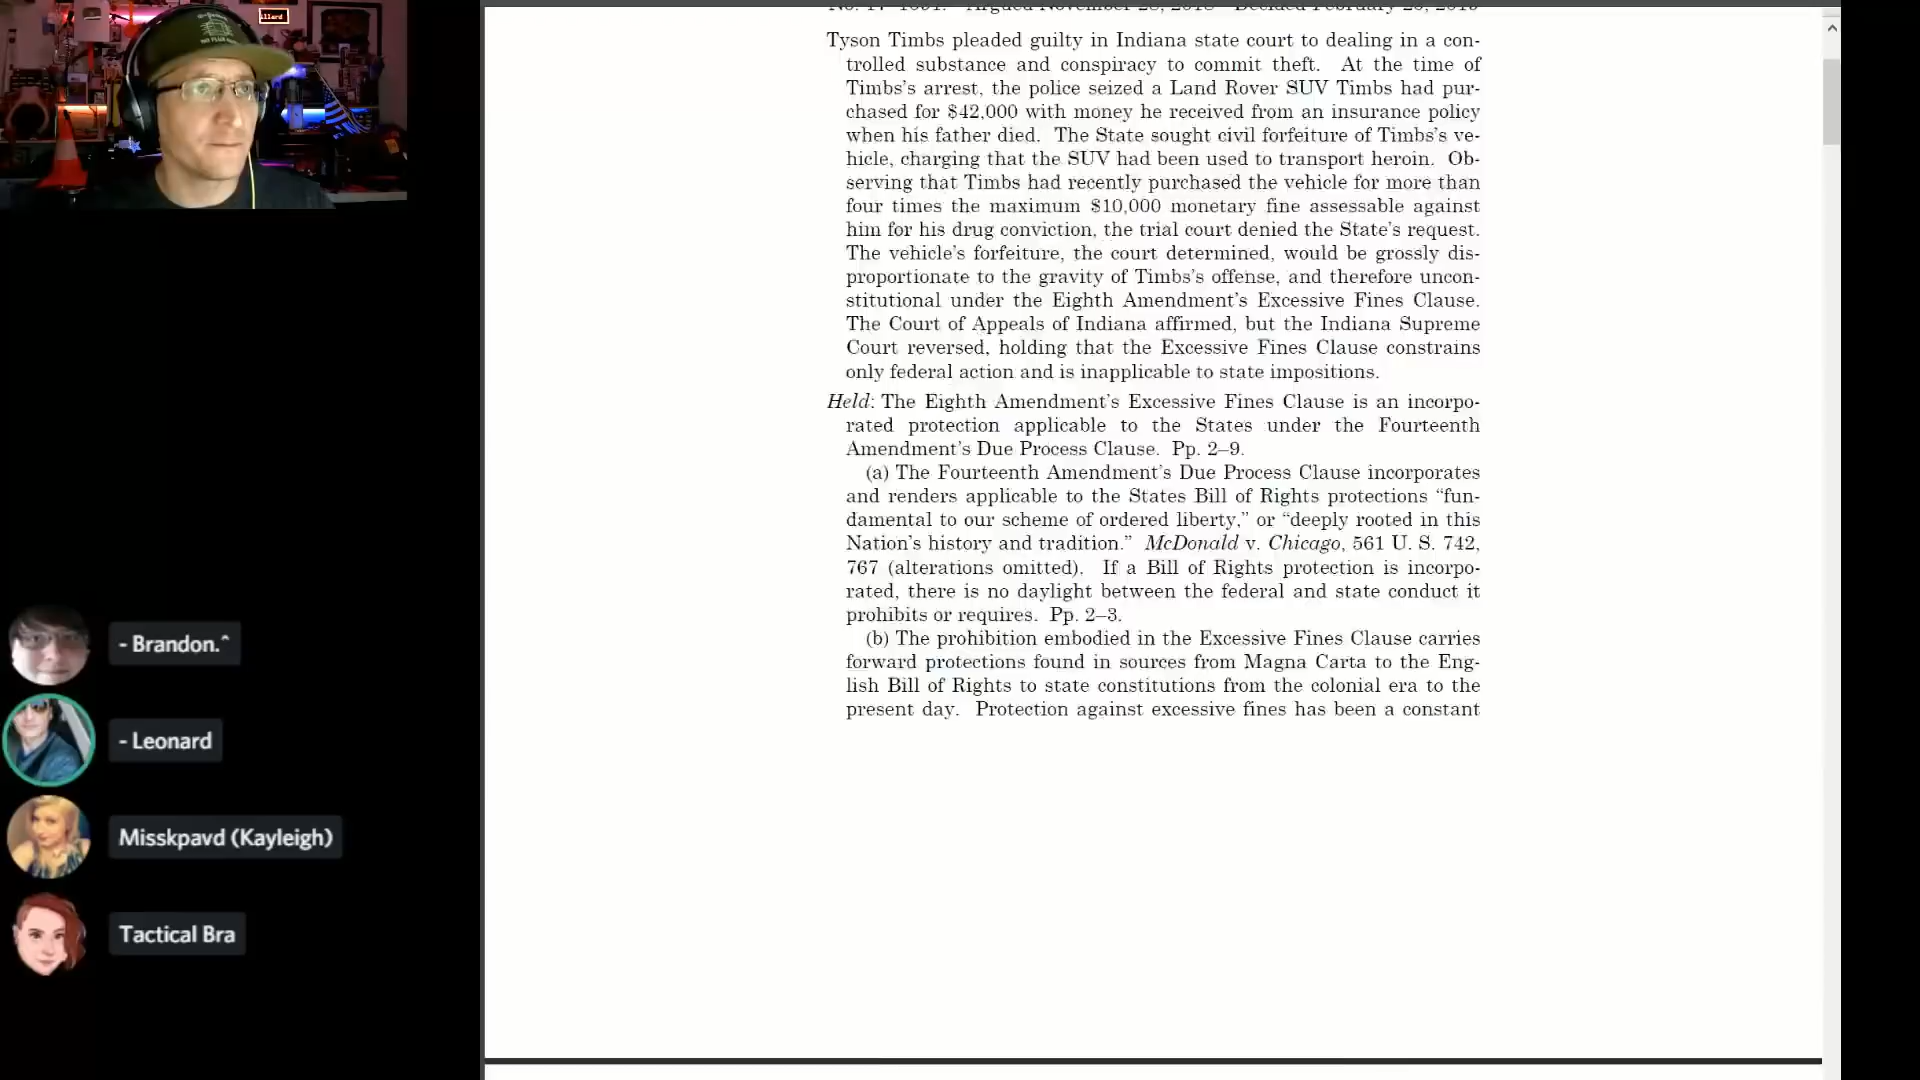 No. 17–1091. Argued November 28, 2018—Decided February 20, 2019
Tyson Timbs pleaded guilty in Indiana state court to dealing in a con-
trolled substance and conspiracy to commit theft. At the time of
Timbs's arrest, the police seized a Land Rover SUV Timbs had pur-
chased for $42,000 with money he received from an insurance policy
when his father died. The State sought civil forfeiture of Timbs's ve-
hicle, charging that the SUV had been used to transport heroin. Ob-
serving that Timbs had recently purchased the vehicle for more than
four times the maximum $10,000 monetary fine assessable against
him for his drug conviction, the trial court denied the State's request.
The vehicle's forfeiture, the court determined, would be grossly dis-
proportionate to the gravity of Timbs's offense, and therefore uncon-
stitutional under the Eighth Amendment's Excessive Fines Clause.
The Court of Appeals of Indiana affirmed, but the Indiana Supreme
Court reversed, holding that the Excessive Fines Clause constrains
only federal action and is inapplicable to state impositions.
Held: The Eighth Amendment's Excessive Fines Clause is an incorpo-
rated protection applicable to the States under the Fourteenth
Amendment's Due Process Clause. Pp. 2–9.
(a) The Fourteenth Amendment's Due Process Clause incorporates
and renders applicable to the States Bill of Rights protections “fun-
damental to our scheme of ordered liberty,” or “deeply rooted in this
Nation's history and tradition.” McDonald v. Chicago, 561 U. S. 742,
767 (alterations omitted). If a Bill of Rights protection is incorpo-
rated, there is no daylight between the federal and state conduct it
prohibits or requires. Pp. 2–3.
(b) The prohibition embodied in the Excessive Fines Clause carries
forward protections found in sources from Magna Carta to the Eng-
lish Bill of Rights to state constitutions from the colonial era to the
present day. Protection against excessive fines has been a constant
- Brandon.^
- Leonard
Misskpavd (Kayleigh)
Tactical Bra